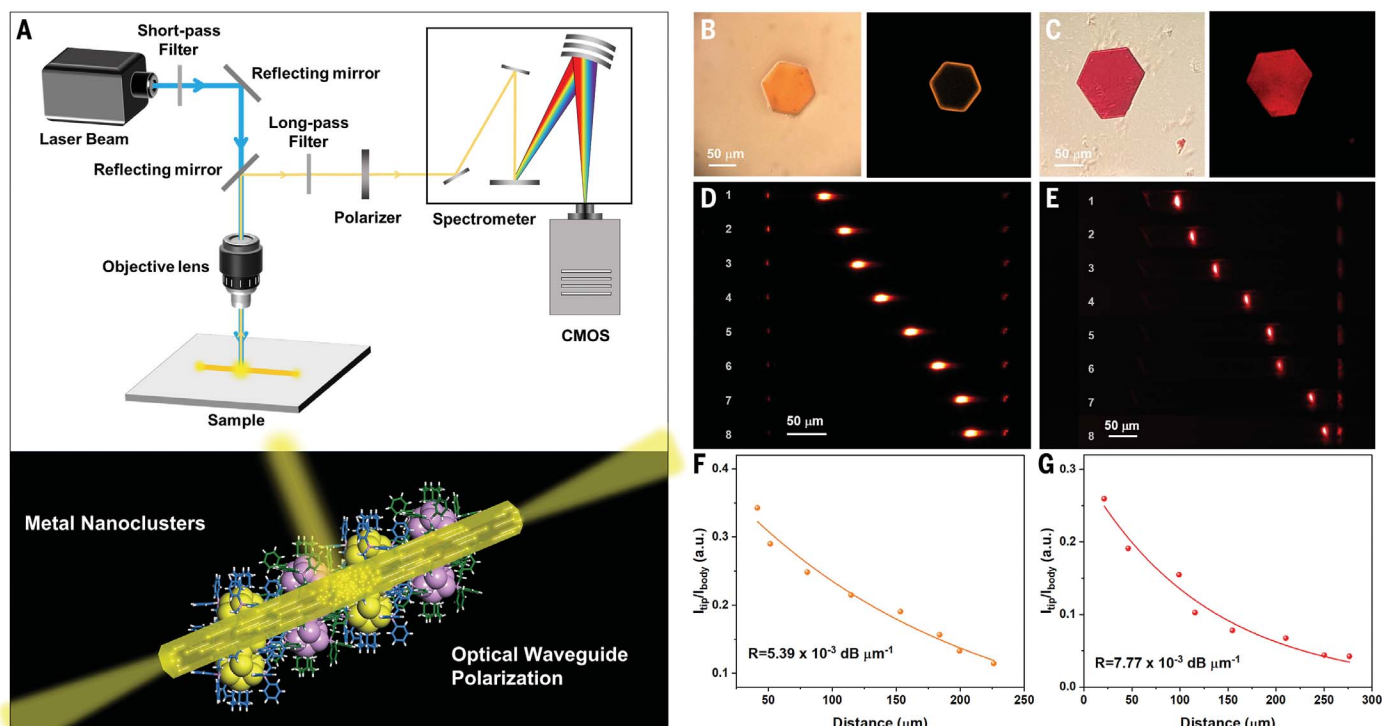 A
Short-pass
Filter
Reflecting mirror
Laser Beam
Long-pass
Filter
Reflecting mirror
Polarizer
Spectrometer
Objective lens
CMOS
Sample
Metal Nanoclusters
Optical Waveguide
Polarization
B
50 μm
C
50 μm
D
1
2
3
4
5
6
7
8
50 μm
E
1
2
3
4
5
6
7
8
50 μm
F
I_tip/I_body (a.u.)
0.4
0.3
0.2
0.1
R=5.39 x 10⁻³ dB μm⁻¹
50 100 150 200 250
Distance (μm)
G
I_tip/I_body (a.u.)
0.3
0.2
0.1
0.0
R=7.77 x 10⁻³ dB μm⁻¹
0 50 100 150 200 250 300
Distance (μm)